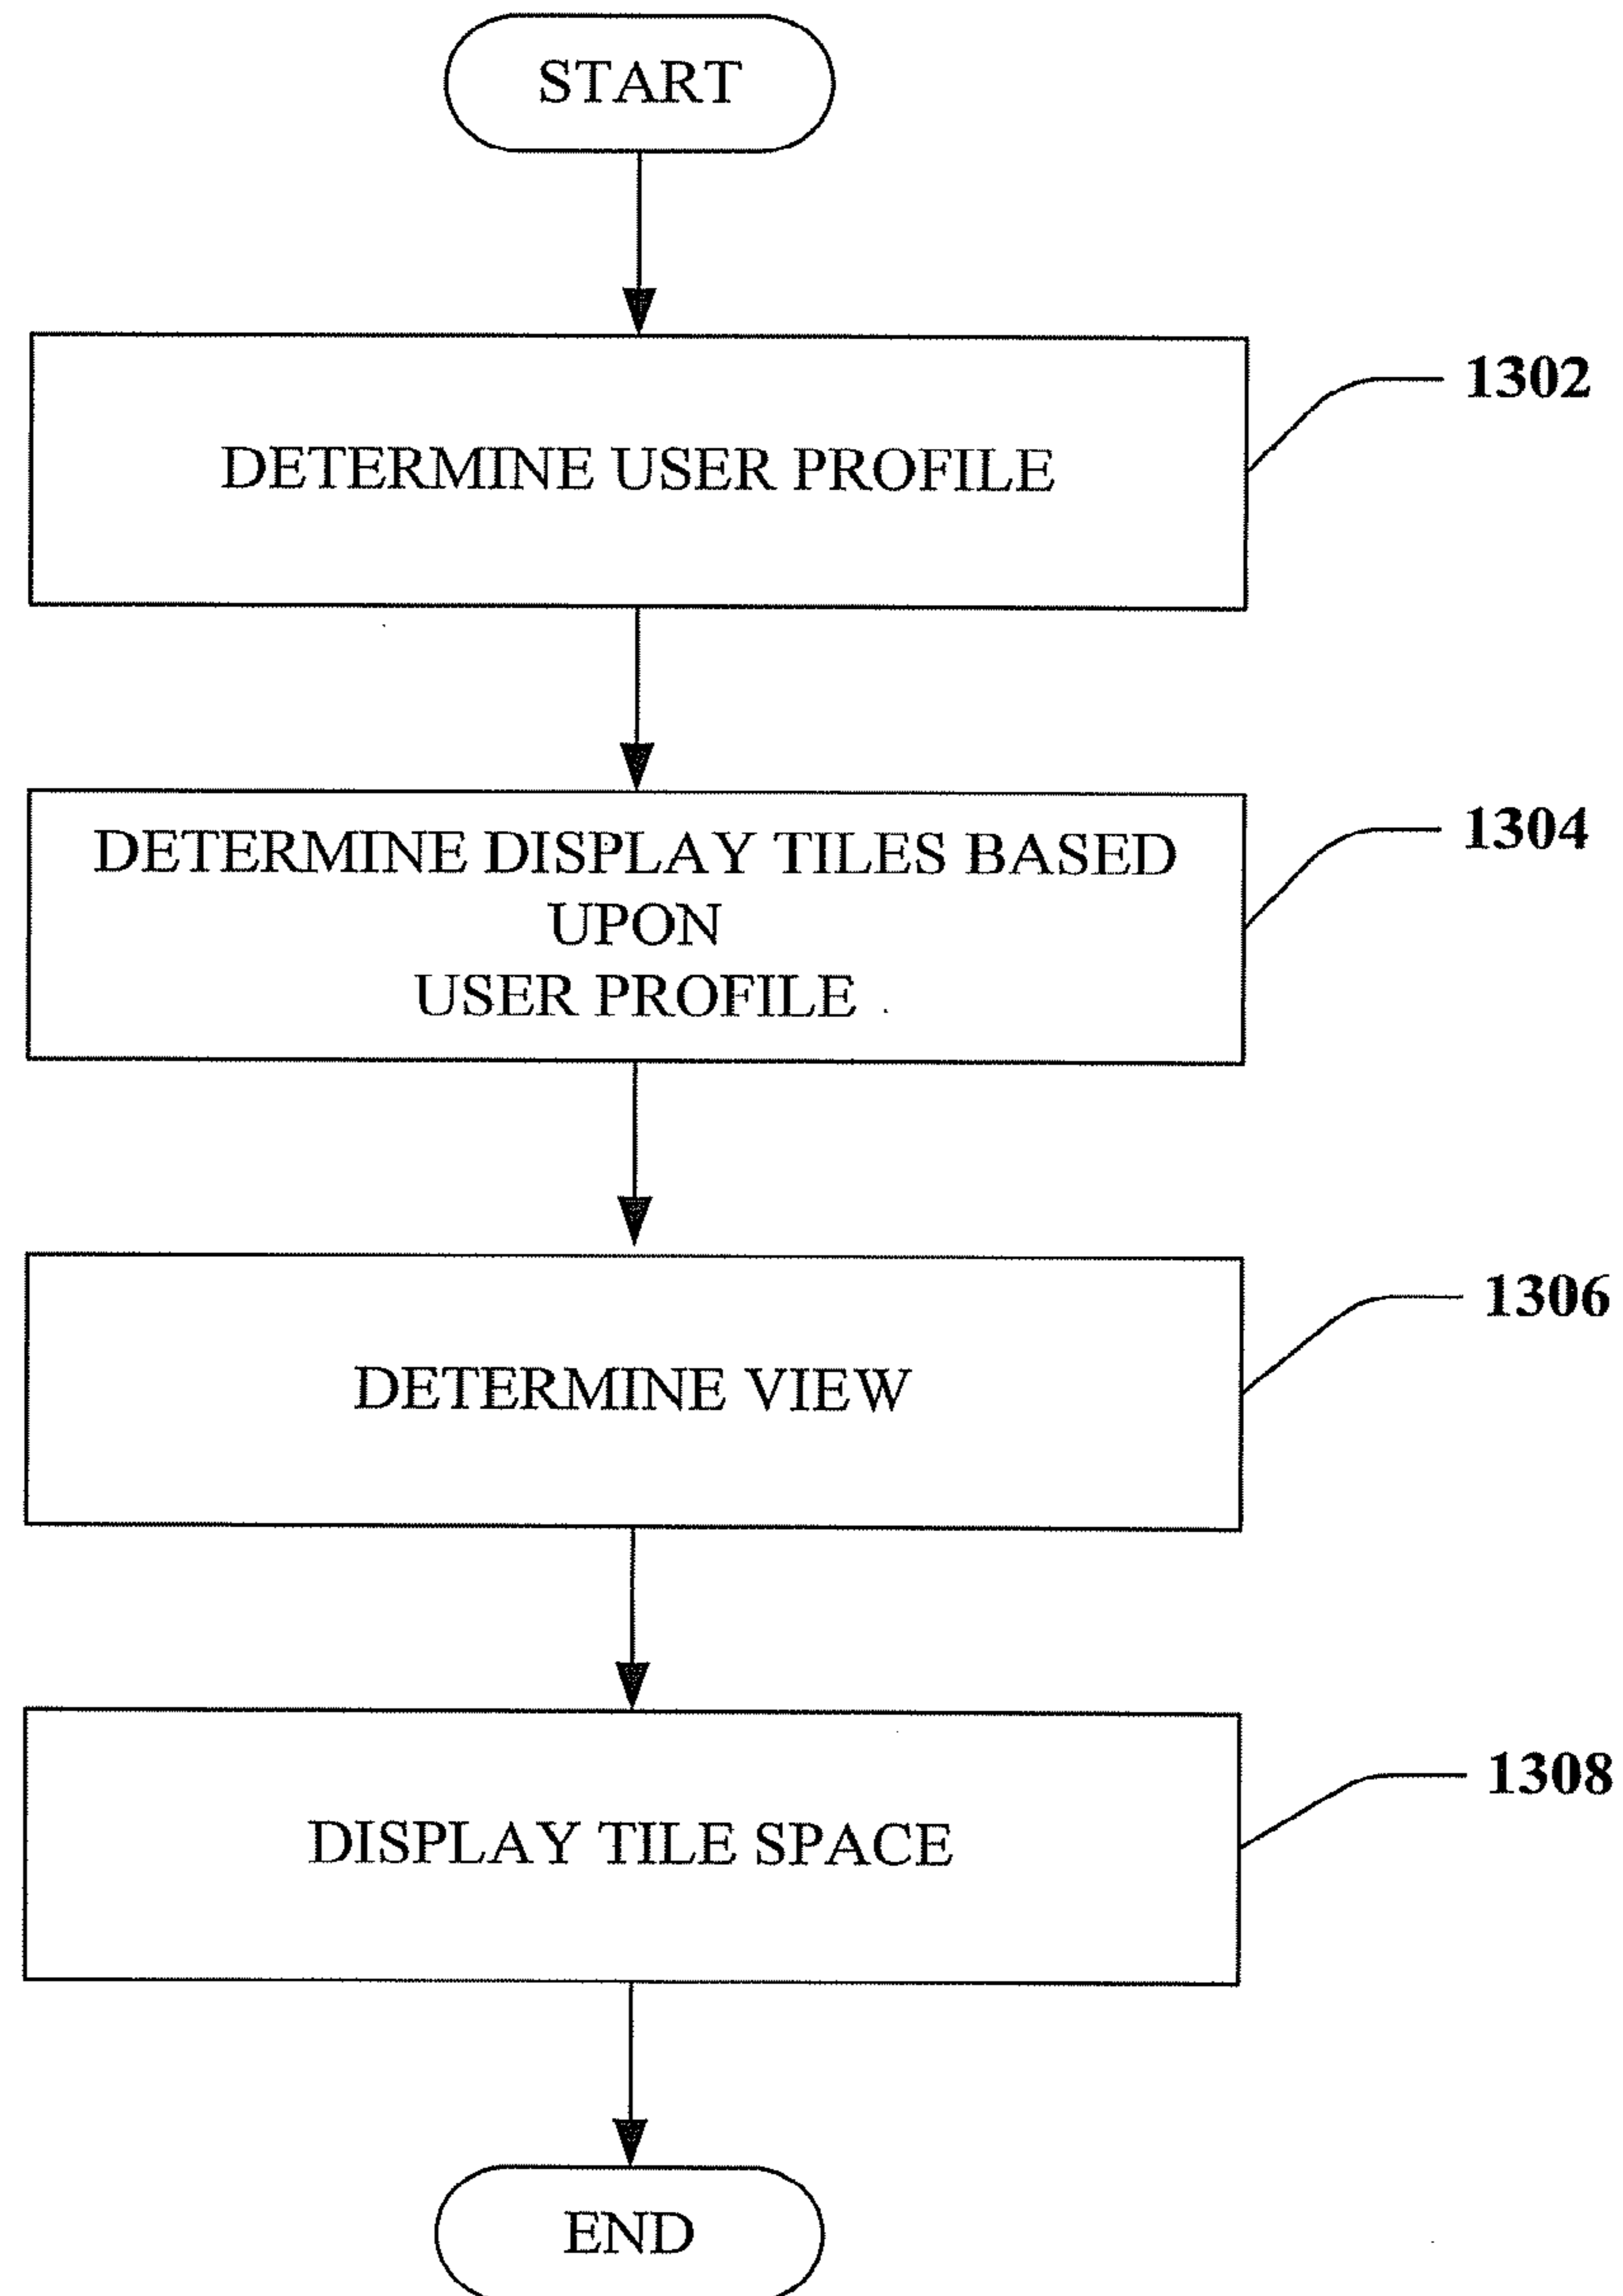 START
DETERMINE USER PROFILE
1302
DETERMINE DISPLAY TILES BASED
UPON
USER PROFILE
1304
DETERMINE VIEW
1306
DISPLAY TILE SPACE
1308
END